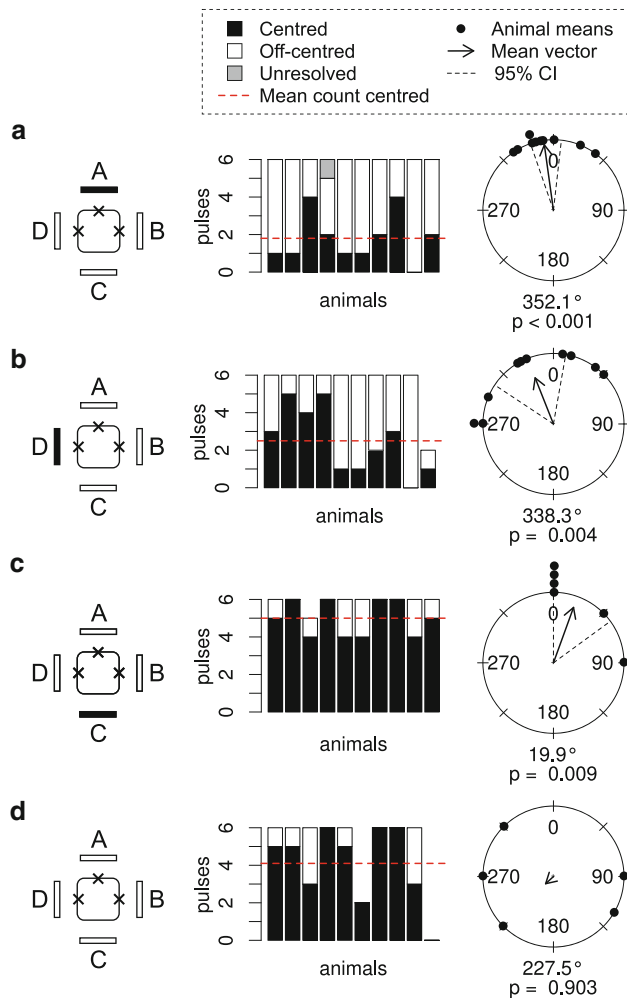 Centred
Off-centred
Unresolved
Mean count centred
Animal means
Mean vector
95% CI
a
A
D
B
C
pulses
0 2 4 6
animals
0
270
90
180
352.1°
p < 0.001
b
A
D
B
C
pulses
0 2 4 6
animals
0
270
90
180
338.3°
p = 0.004
c
A
D
B
C
pulses
0 2 4 6
animals
0
270
90
180
19.9°
p = 0.009
d
A
D
B
C
pulses
0 2 4 6
animals
0
270
90
180
227.5°
p = 0.903